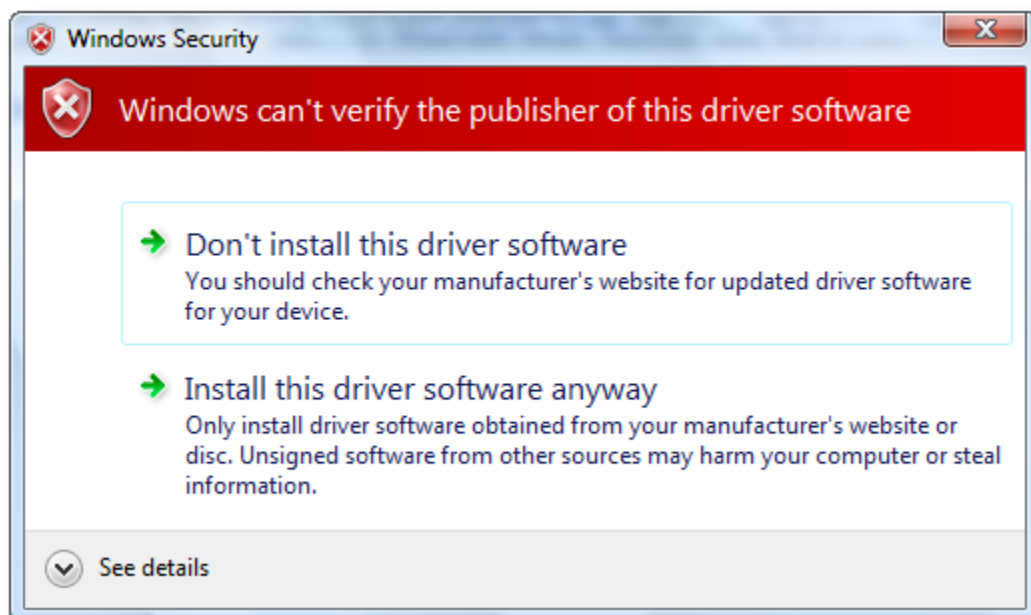 Windows Security
Windows can't verify the publisher of this driver software
Don't install this driver software
You should check your manufacturer's website for updated driver software
for your device.
Install this driver software anyway
Only install driver software obtained from your manufacturer's website or
disc. Unsigned software from other sources may harm your computer or steal
information.
See details